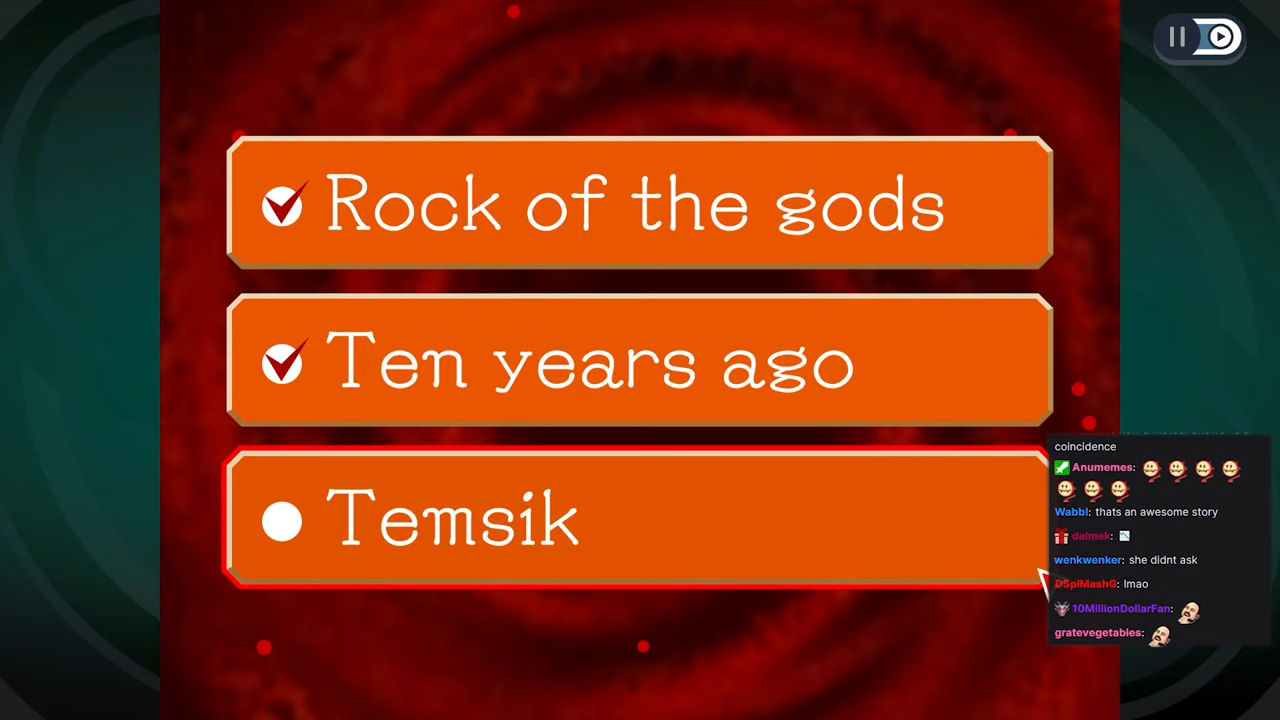 Rock of the gods
Ten years ago
Temsik
coincidence
Anumemes:
Wabbl: thats an awesome story
dalmek:
wenkwenker: she didnt ask
DSplMashG: lmao
10MillionDollarFan:
gratevegetables: